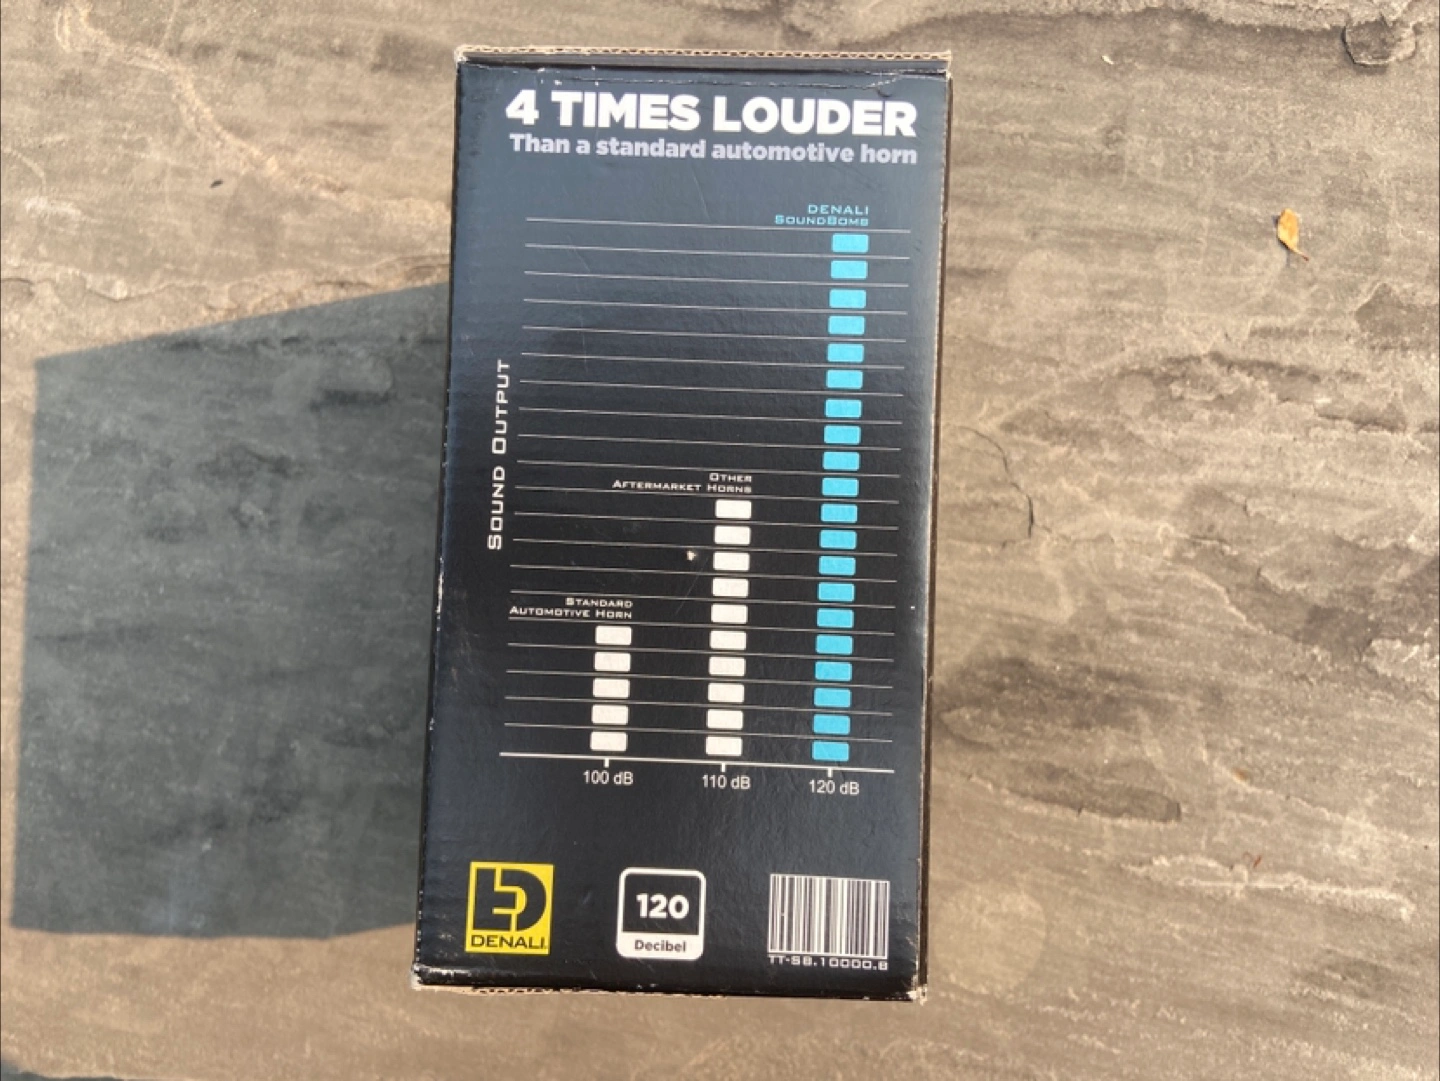 4 TIMES LOUDER
Than a standard automotive horn
DENALI
SOUNDBOMB
SOUND OUTPUT
OTHER
AFTERMARKET HORNS
STANDARD
AUTOMOTIVE HORN
100 dB
110 dB
120 dB
DENALI
120
Decibel
TT-SB.10000.B